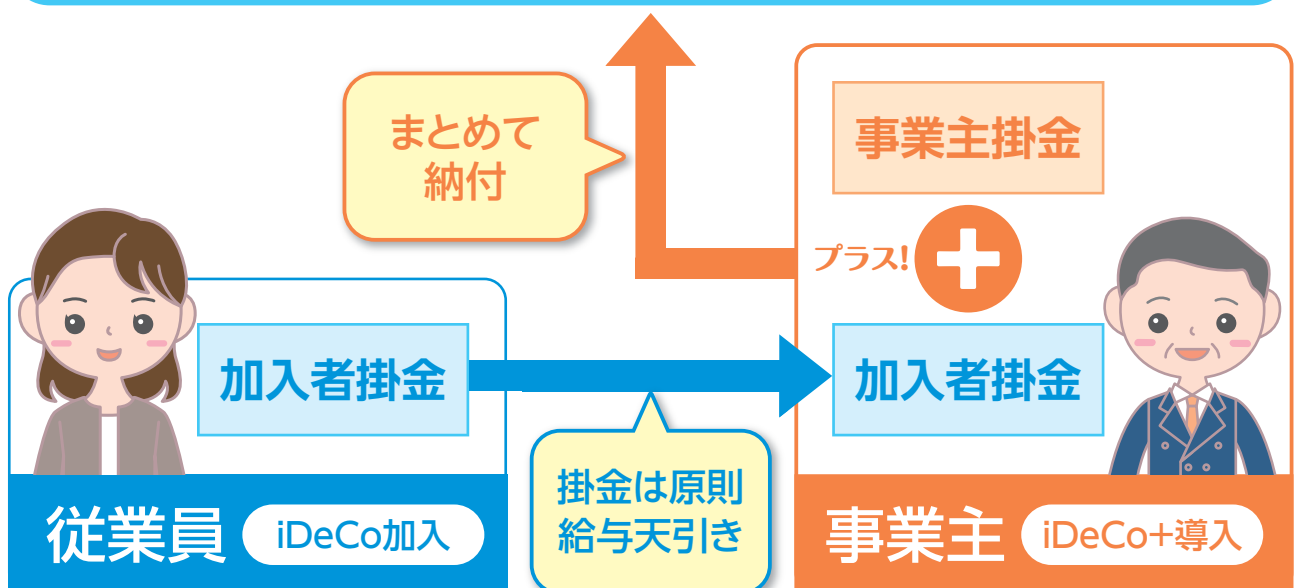 まとめて
納付
事業主掛金
プラス!
加入者掛金
加入者掛金
掛金は原則
給与天引き
従業員 iDeCo加入
事業主 iDeCo+導入